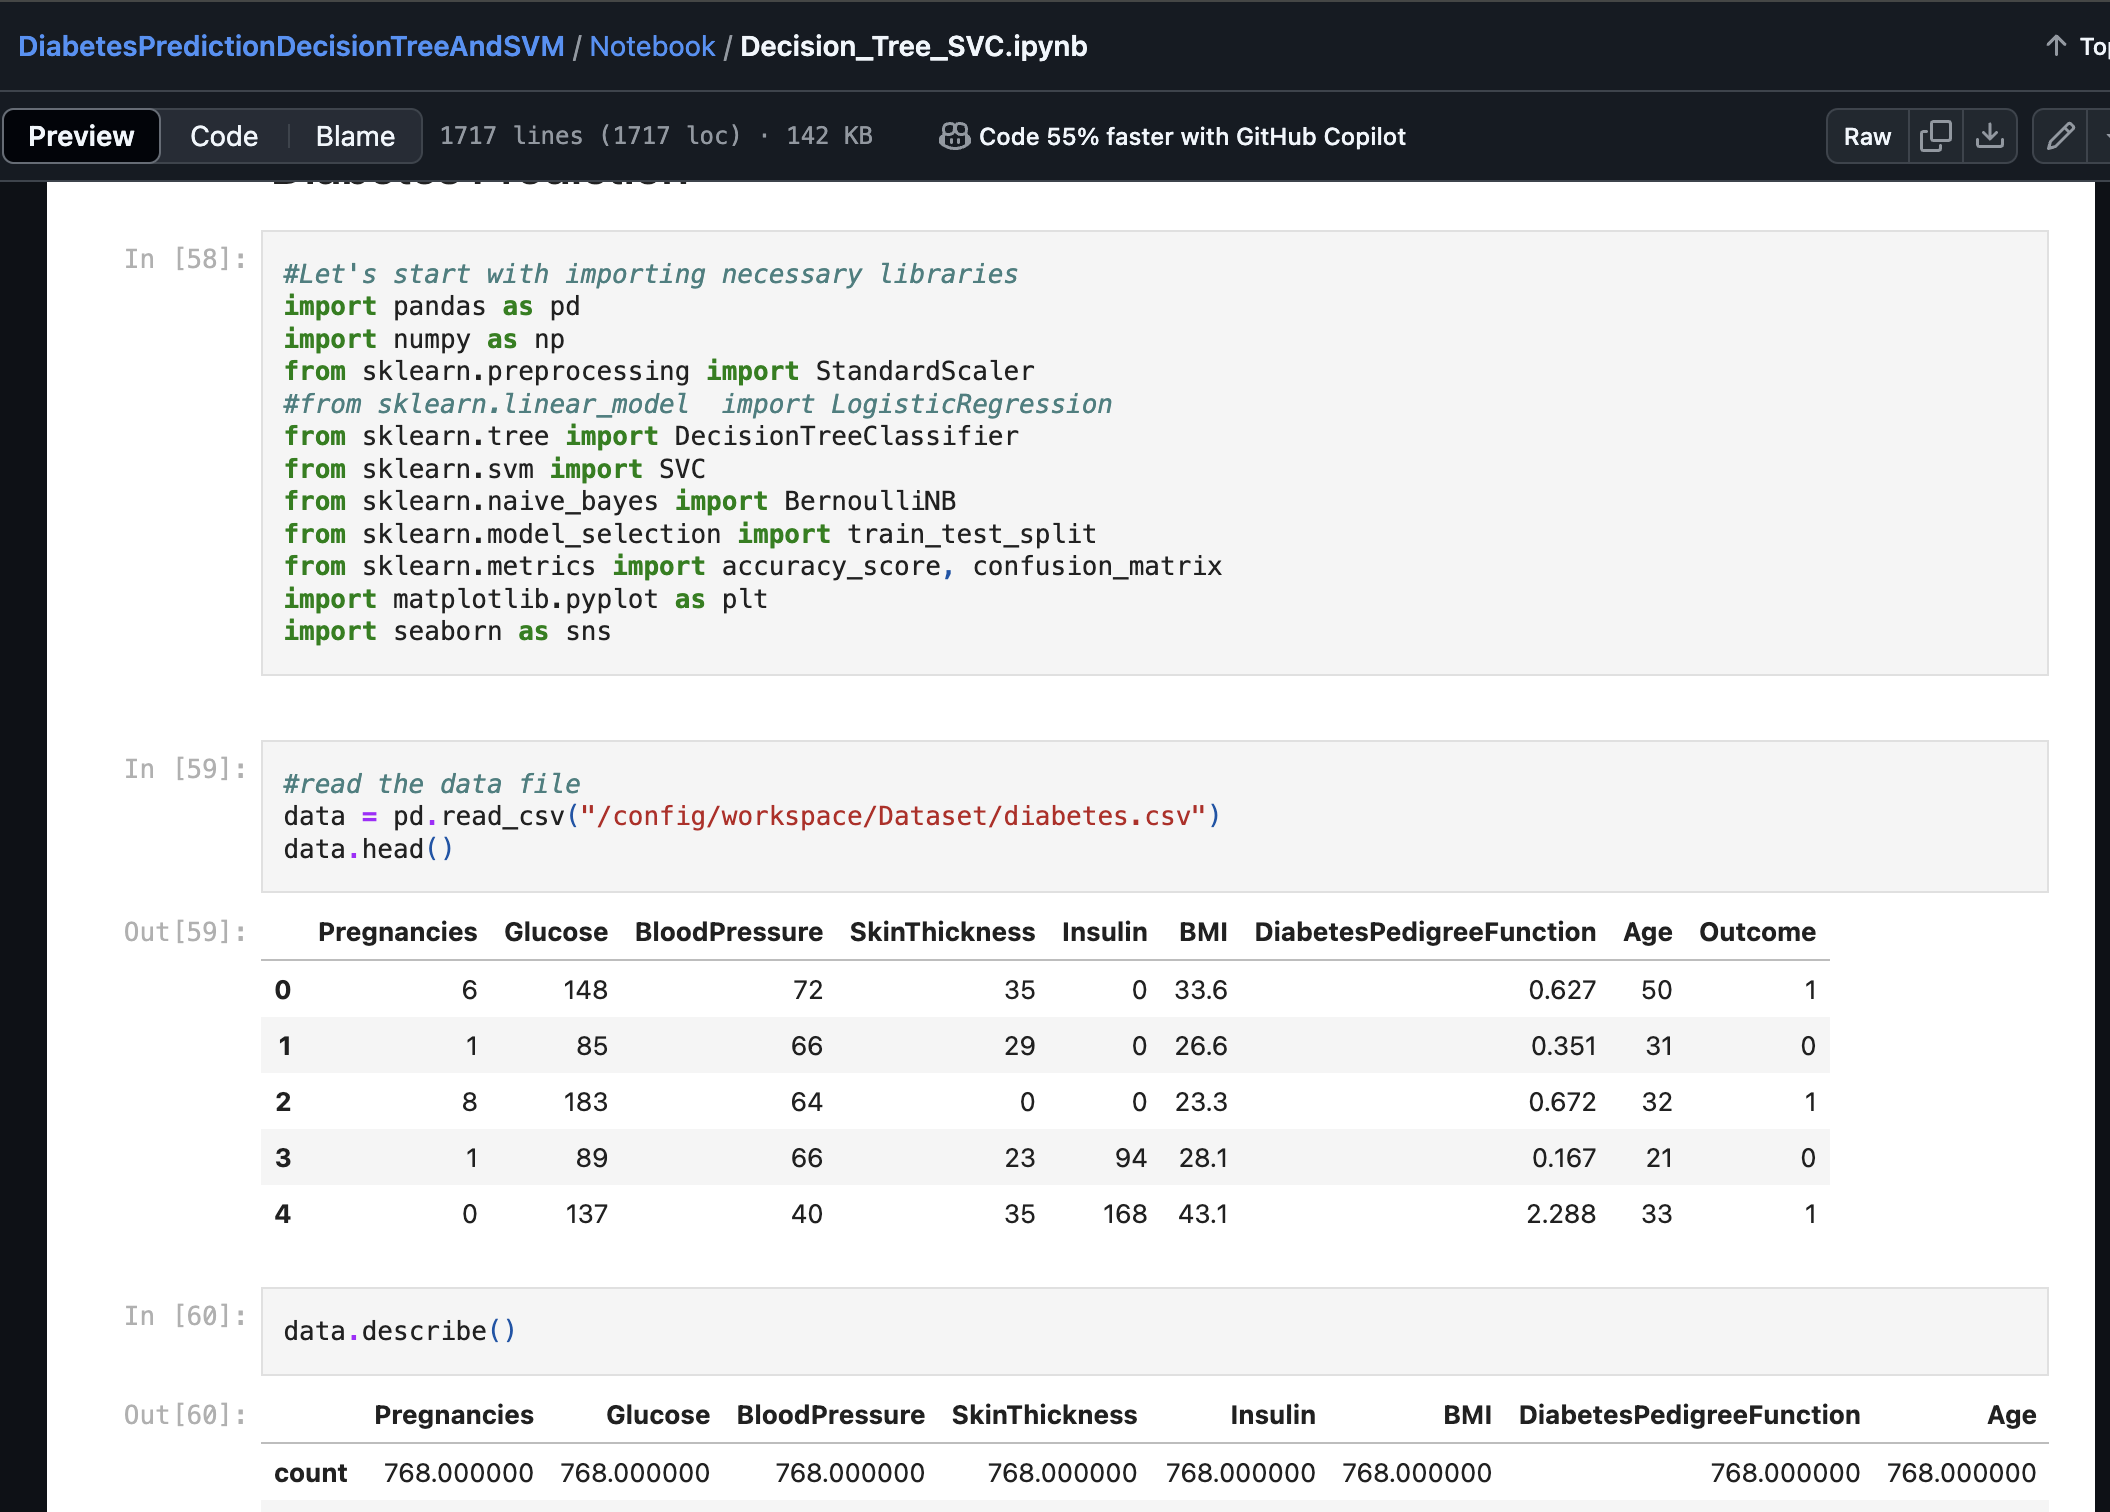 DiabetesPredictionDecisionTreeAndSVM / Notebook / Decision_Tree_SVC.ipynb
Preview Code Blame 1717 lines (1717 loc) · 142 KB Code 55% faster with GitHub Copilot Raw
Diabetes Prediction
In [58]:
#Let's start with importing necessary libraries
import pandas as pd
import numpy as np
from sklearn.preprocessing import StandardScaler
#from sklearn.linear_model  import LogisticRegression
from sklearn.tree import DecisionTreeClassifier
from sklearn.svm import SVC
from sklearn.naive_bayes import BernoulliNB
from sklearn.model_selection import train_test_split
from sklearn.metrics import accuracy_score, confusion_matrix
import matplotlib.pyplot as plt
import seaborn as sns
In [59]:
#read the data file
data = pd.read_csv("/config/workspace/Dataset/diabetes.csv")
data.head()
Out[59]:
Pregnancies Glucose BloodPressure SkinThickness Insulin BMI DiabetesPedigreeFunction Age Outcome
0 6 148 72 35 0 33.6 0.627 50 1
1 1 85 66 29 0 26.6 0.351 31 0
2 8 183 64 0 0 23.3 0.672 32 1
3 1 89 66 23 94 28.1 0.167 21 0
4 0 137 40 35 168 43.1 2.288 33 1
In [60]:
data.describe()
Out[60]:
Pregnancies Glucose BloodPressure SkinThickness Insulin BMI DiabetesPedigreeFunction Age
count 768.000000 768.000000 768.000000 768.000000 768.000000 768.000000 768.000000 768.000000